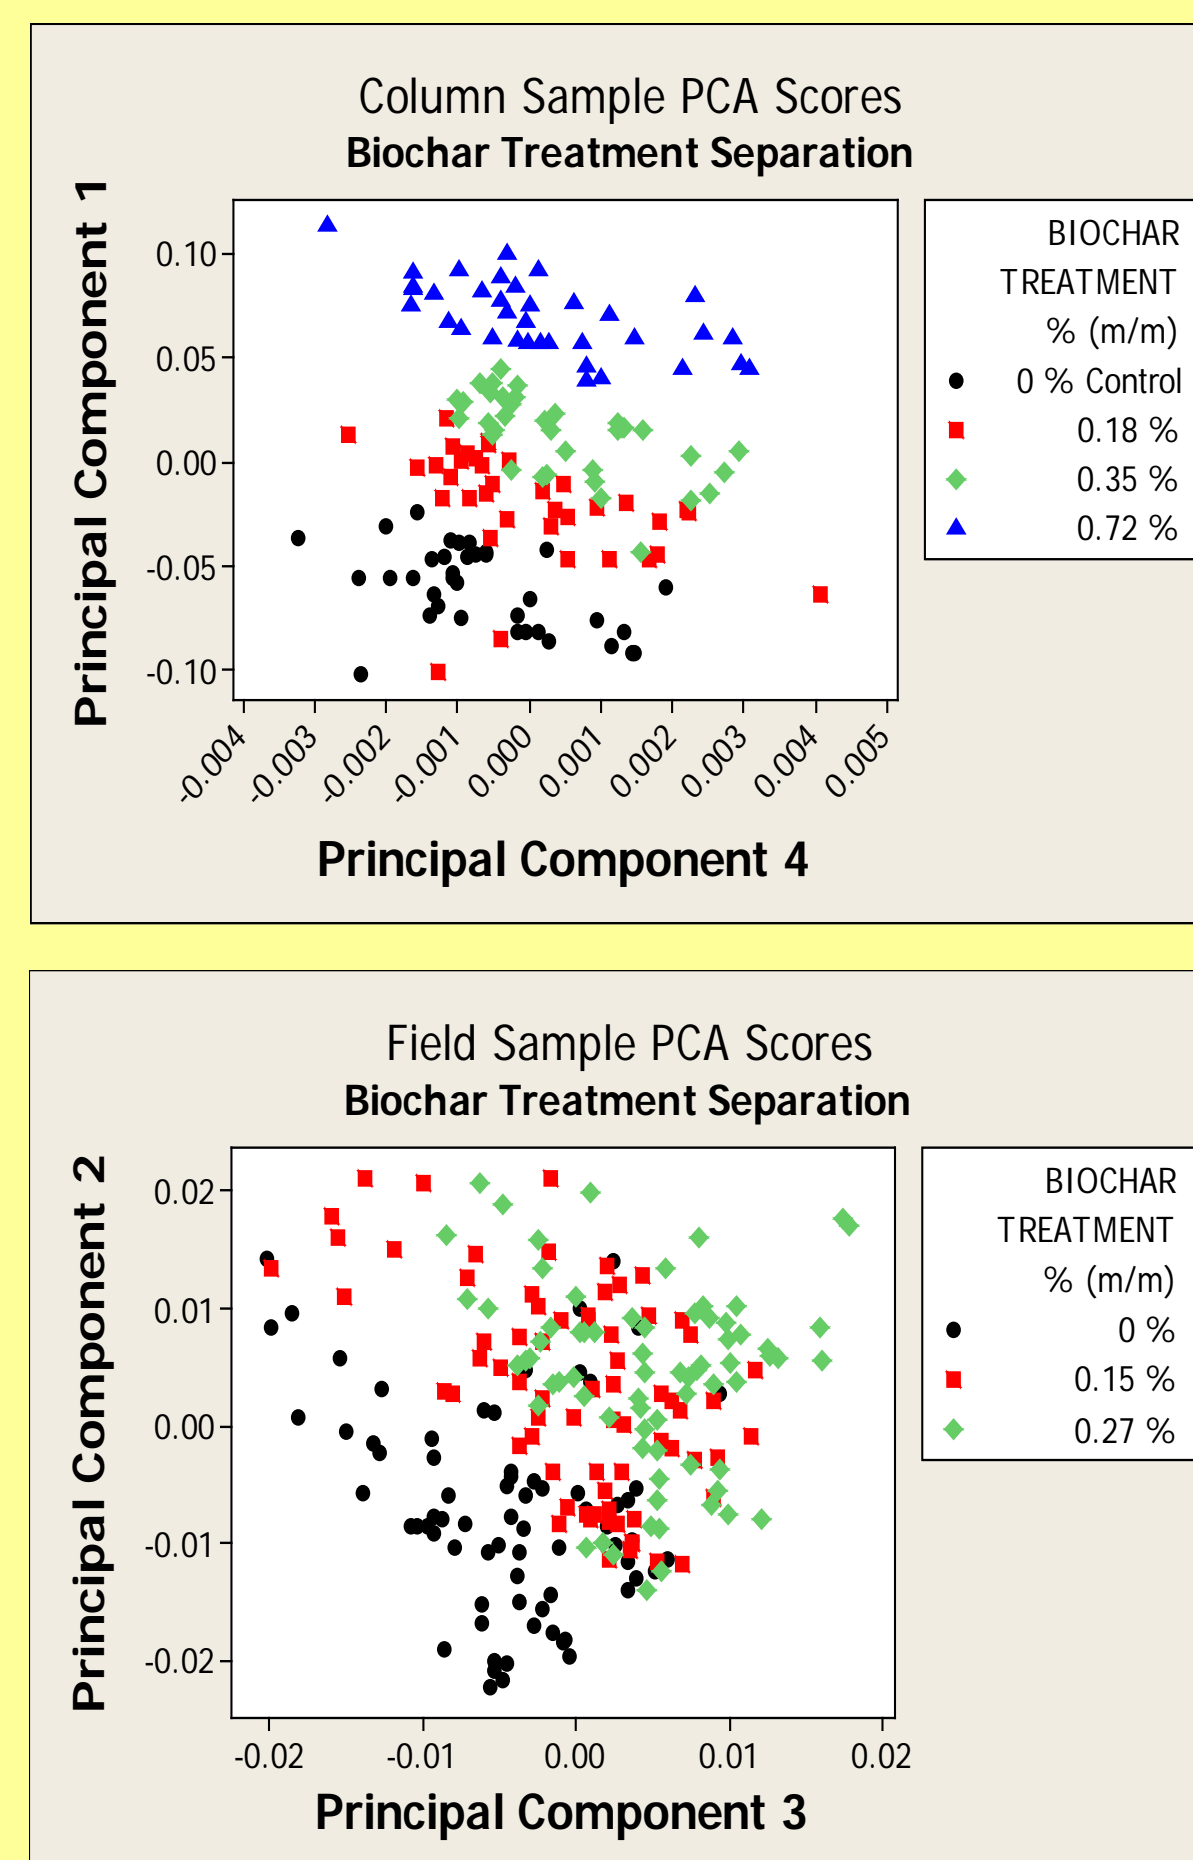 Column Sample PCA Scores
Biochar Treatment Separation
Principal Component 1
0.10
0.05
0.00
-0.05
-0.10
-0.004
-0.003
-0.002
-0.001
0.000
0.001
0.002
0.003
0.004
0.005
Principal Component 4
BIOCHAR
TREATMENT
% (m/m)
0 % Control
0.18 %
0.35 %
0.72 %
Field Sample PCA Scores
Biochar Treatment Separation
Principal Component 2
0.02
0.01
0.00
-0.01
-0.02
-0.02 -0.01 0.00 0.01 0.02
Principal Component 3
BIOCHAR
TREATMENT
% (m/m)
0 %
0.15 %
0.27 %